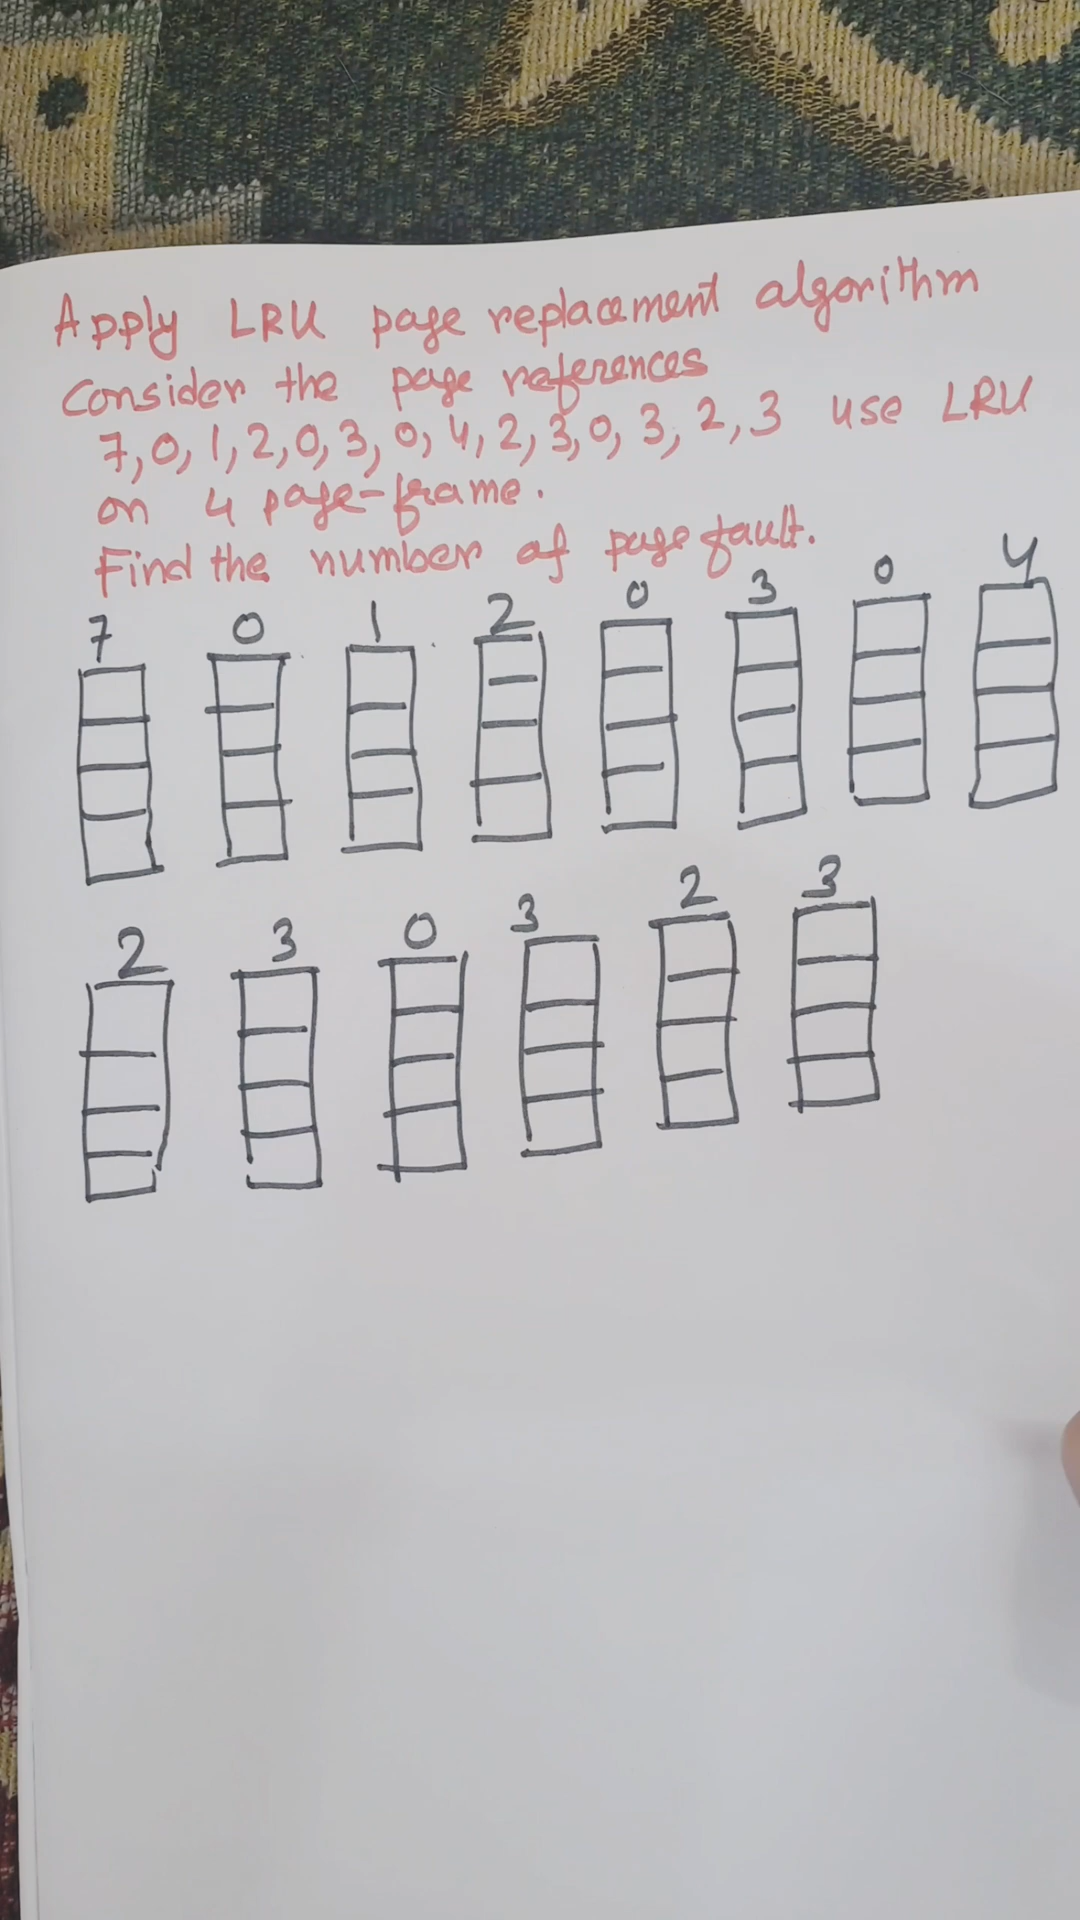 Apply LRU page replacement algorithm
Consider the page references
7,0,1,2,0,3,0,4,2,3,0,3,2,3 use LRU
on 4 page-frame.
Find the number of page fault.
7 0 1 2 0 3 0 4
2 3 0 3 2 3